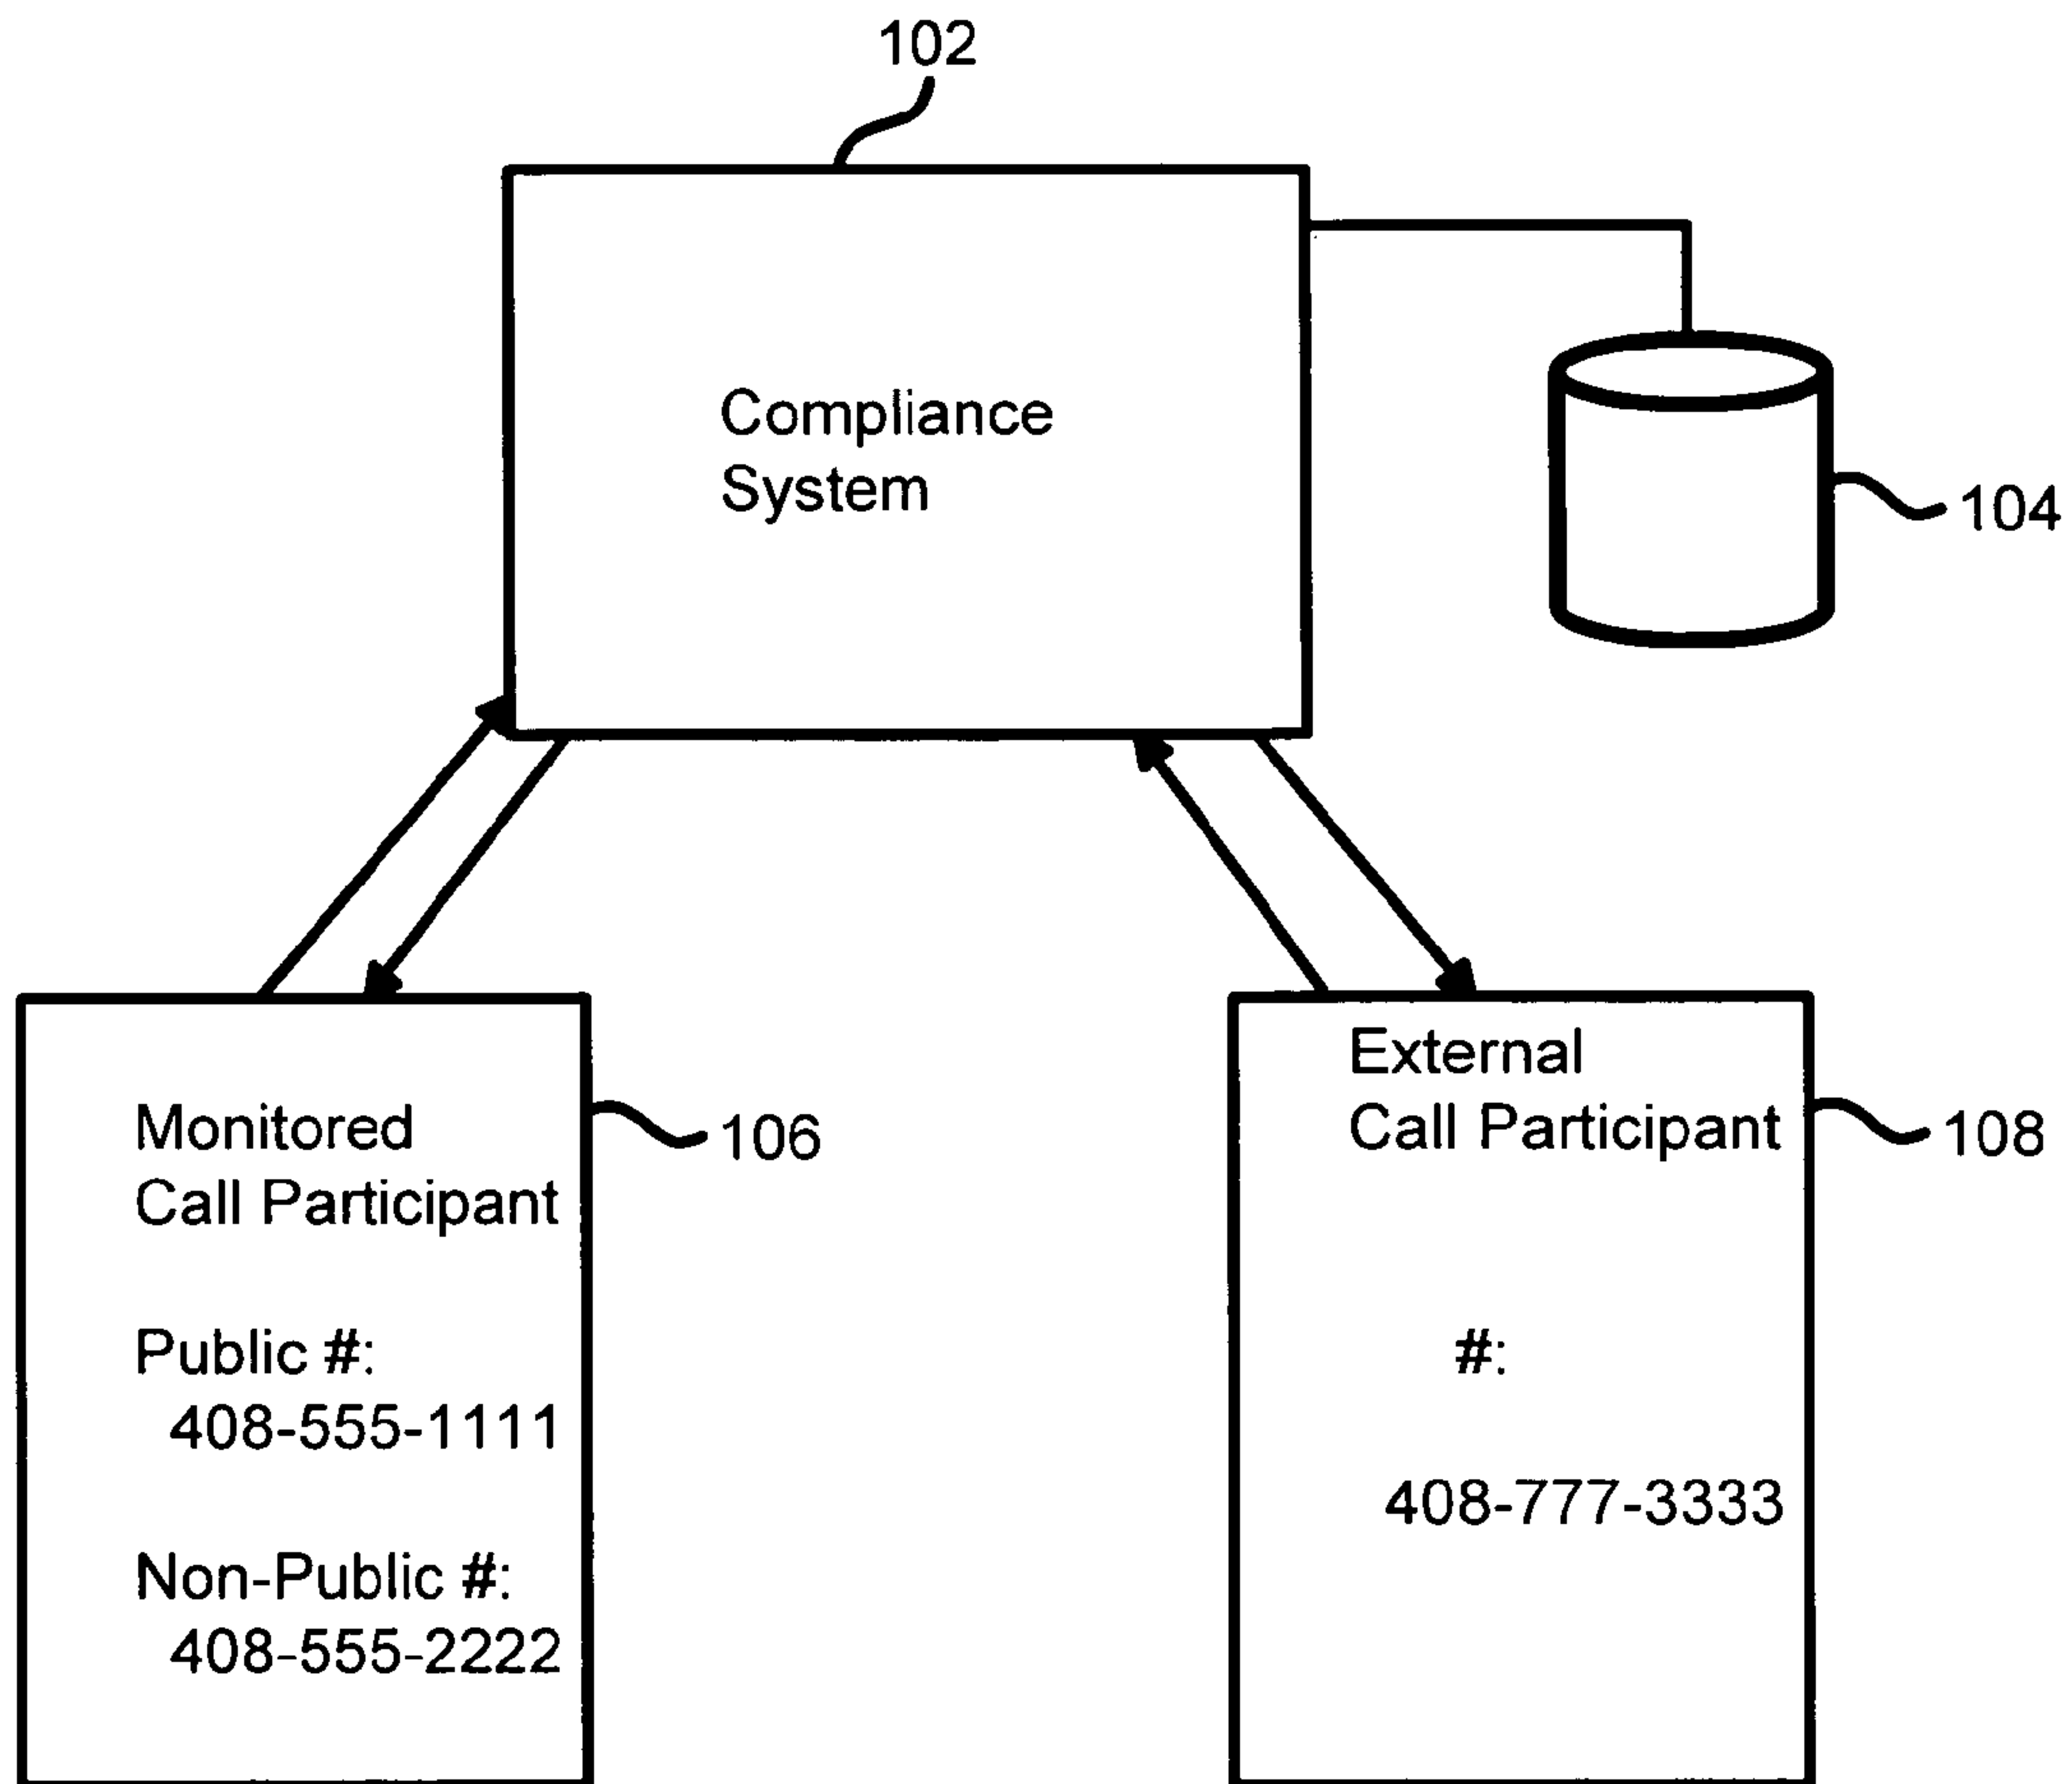 102
Compliance
System
104
Monitored
Call Participant
106
Public #:
408-555-1111
Non-Public #:
408-555-2222
External
Call Participant
108
#:
408-777-3333